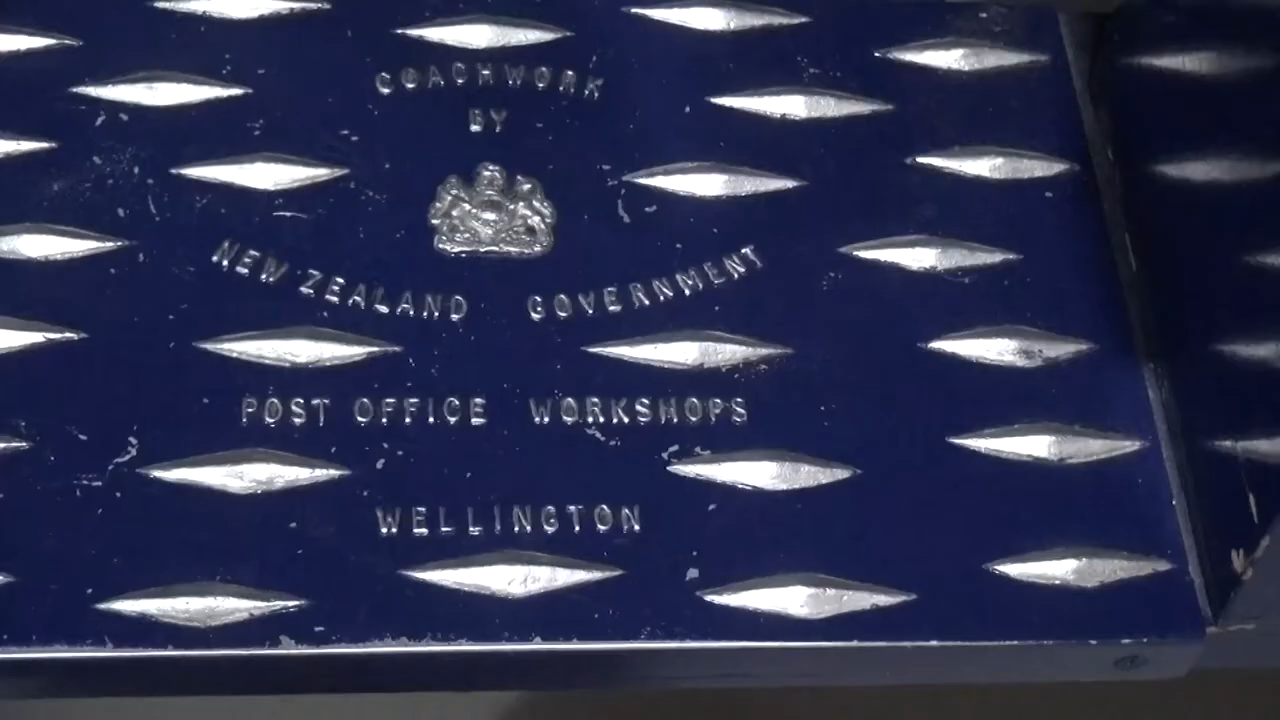 COACHWORK
BY
NEW ZEALAND GOVERNMENT
POST OFFICE WORKSHOPS
WELLINGTON